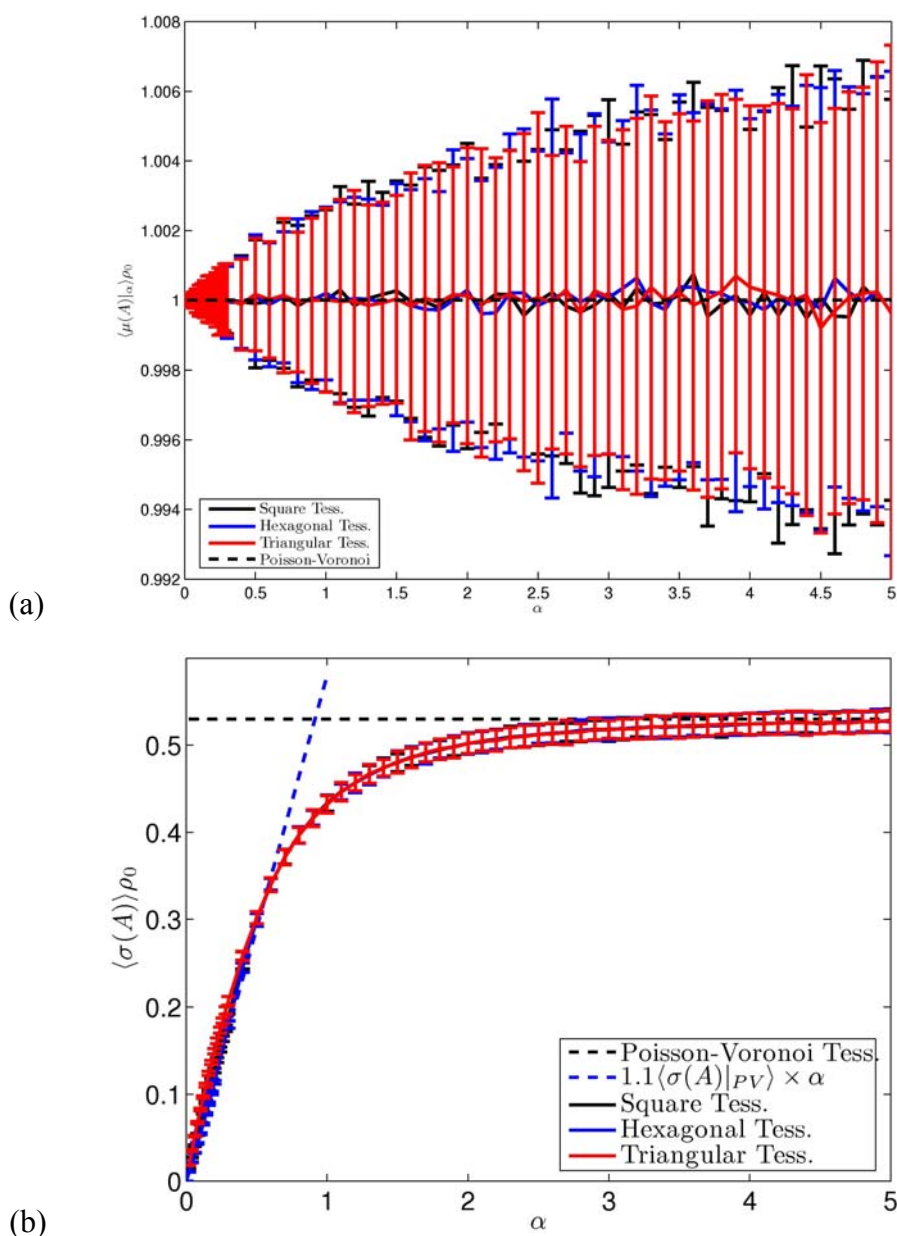 1.008
1.006
1.004
1.002
1
0.998
0.996
0.994
0.992
⟨μ(A)|α⟩ρ₀
Square Tess.
Hexagonal Tess.
Triangular Tess.
Poisson-Voronoi
0 0.5 1 1.5 2 2.5 3 3.5 4 4.5 5
α
(a)
0.5
0.4
0.3
0.2
0.1
0
⟨σ(A)⟩ρ₀
Poisson-Voronoi Tess.
1.1⟨σ(A)|PV⟩ × α
Square Tess.
Hexagonal Tess.
Triangular Tess.
0 1 2 3 4 5
α
(b)